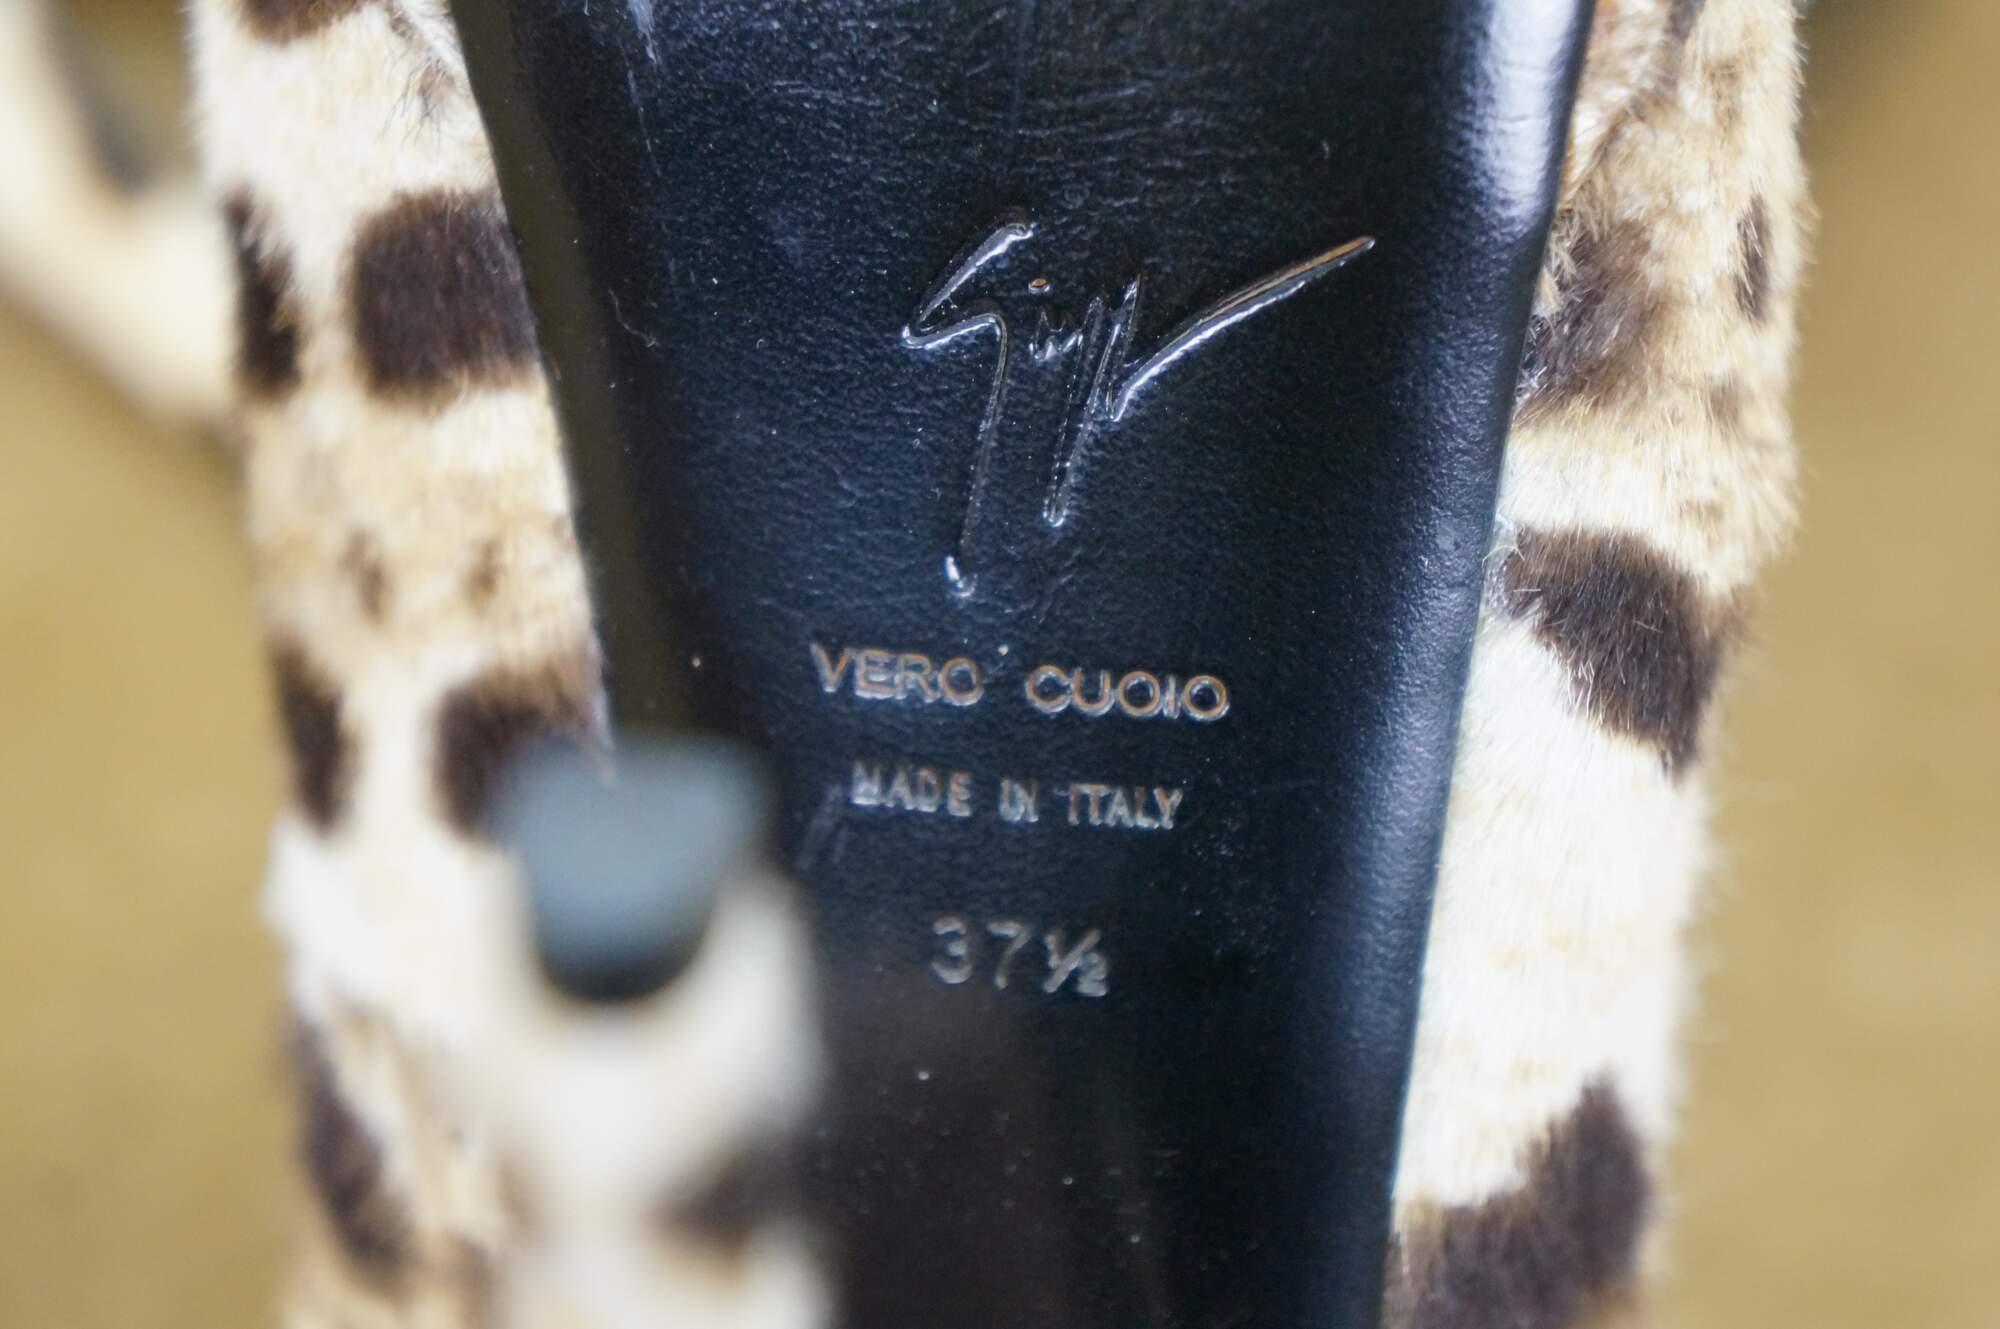 VERO CUOIO
MADE IN ITALY
37½